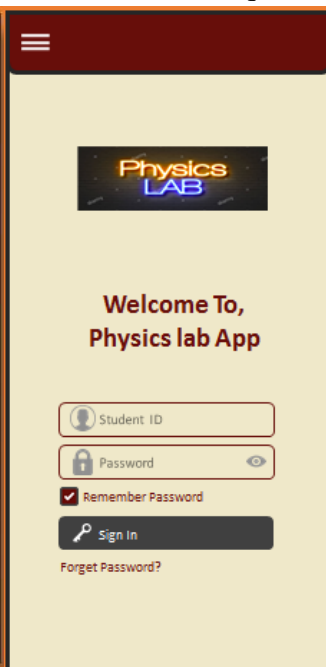 Physics
LAB
Welcome To,
Physics lab App
Student ID
Password
Remember Password
Sign In
Forget Password?